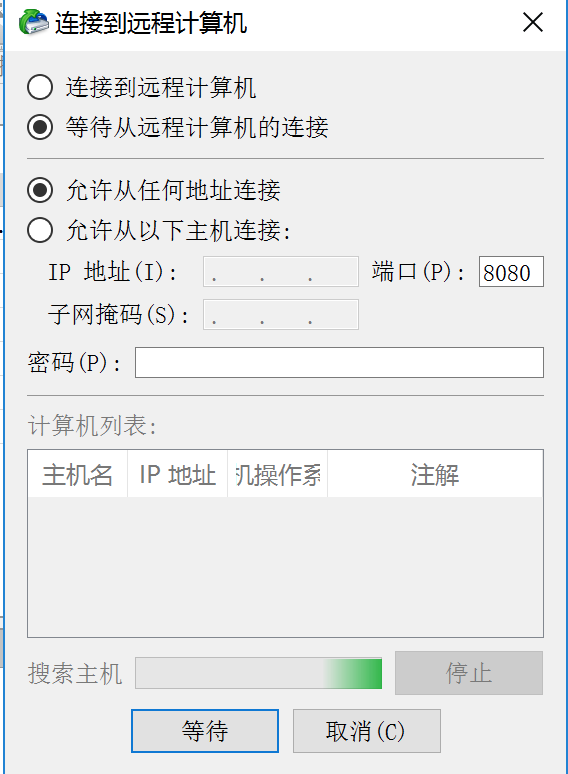 连接到远程计算机
连接到远程计算机
等待从远程计算机的连接
允许从任何地址连接
允许从以下主机连接:
IP 地址(I): . . . 端口(P): 8080
子网掩码(S): . . .
密码(P):
计算机列表:
主机名 IP 地址 机操作系 注解
搜索主机 停止
等待 取消(C)